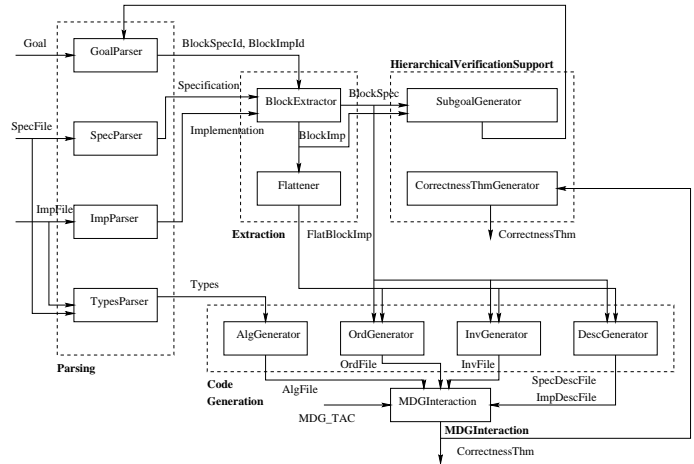 Goal
GoalParser
BlockSpecId, BlockImpId
HierarchicalVerificationSupport
Specification
BlockExtractor
BlockSpec
SubgoalGenerator
SpecFile
SpecParser
Implementation
BlockImp
Flattener
CorrectnessThmGenerator
ImpFile
ImpParser
Extraction
FlatBlockImp
CorrectnessThm
Types
TypesParser
AlgGenerator
OrdGenerator
InvGenerator
DescGenerator
Parsing
OrdFile
InvFile
Code
Generation
AlgFile
SpecDescFile
ImpDescFile
MDGInteraction
MDG_TAC
MDGInteraction
CorrectnessThm